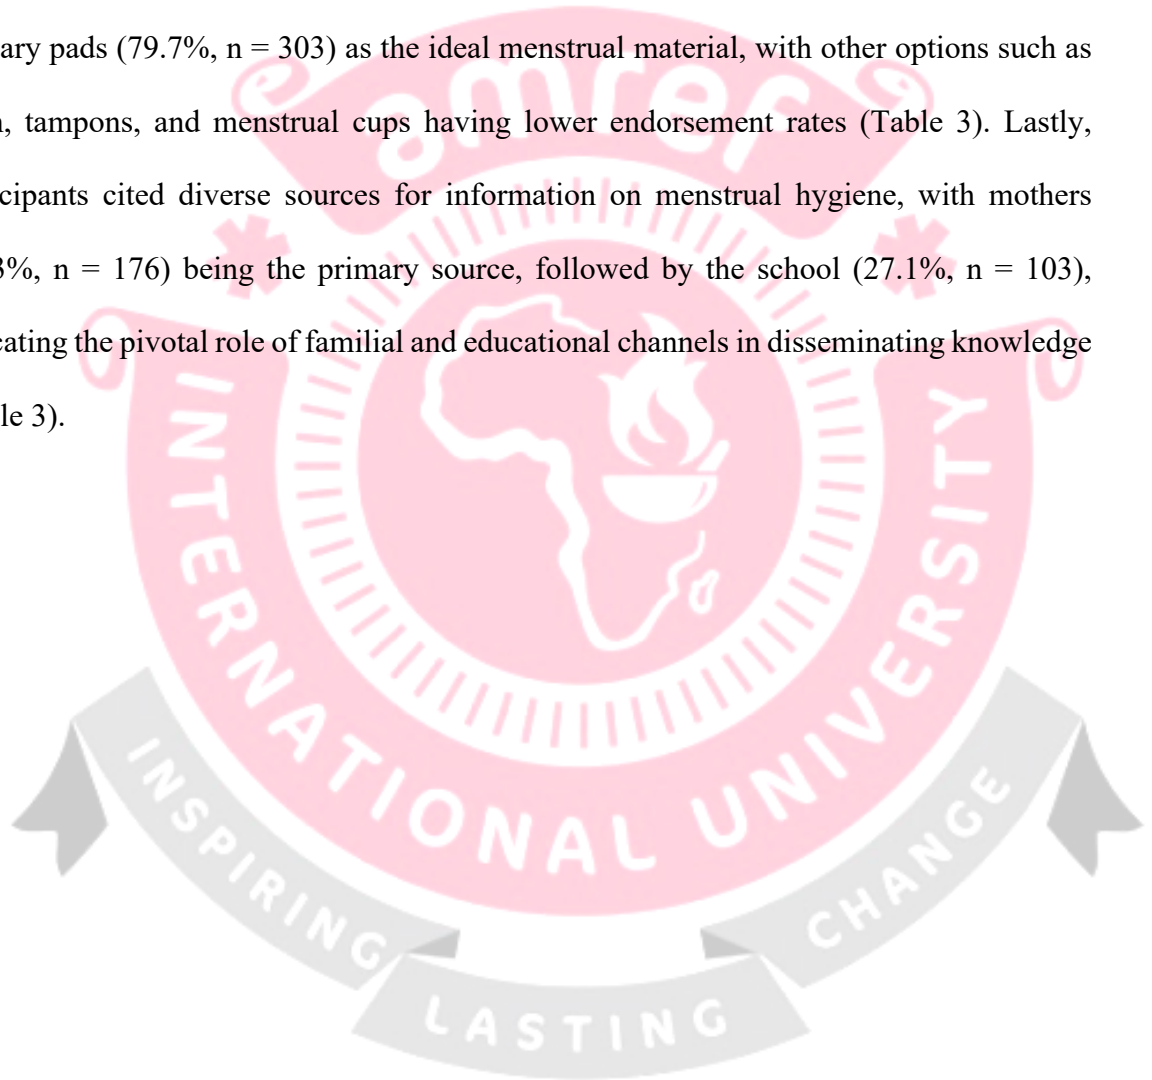 ary pads (79.7%, n = 303) as the ideal menstrual material, with other options such as
, tampons, and menstrual cups having lower endorsement rates (Table 3). Lastly,
cipants cited diverse sources for information on menstrual hygiene, with mothers
3%, n = 176) being the primary source, followed by the school (27.1%, n = 103),
cating the pivotal role of familial and educational channels in disseminating knowledge
le 3).
amref
INTERNATIONAL UNIVERSITY
INSPIRING
LASTING
CHANGE